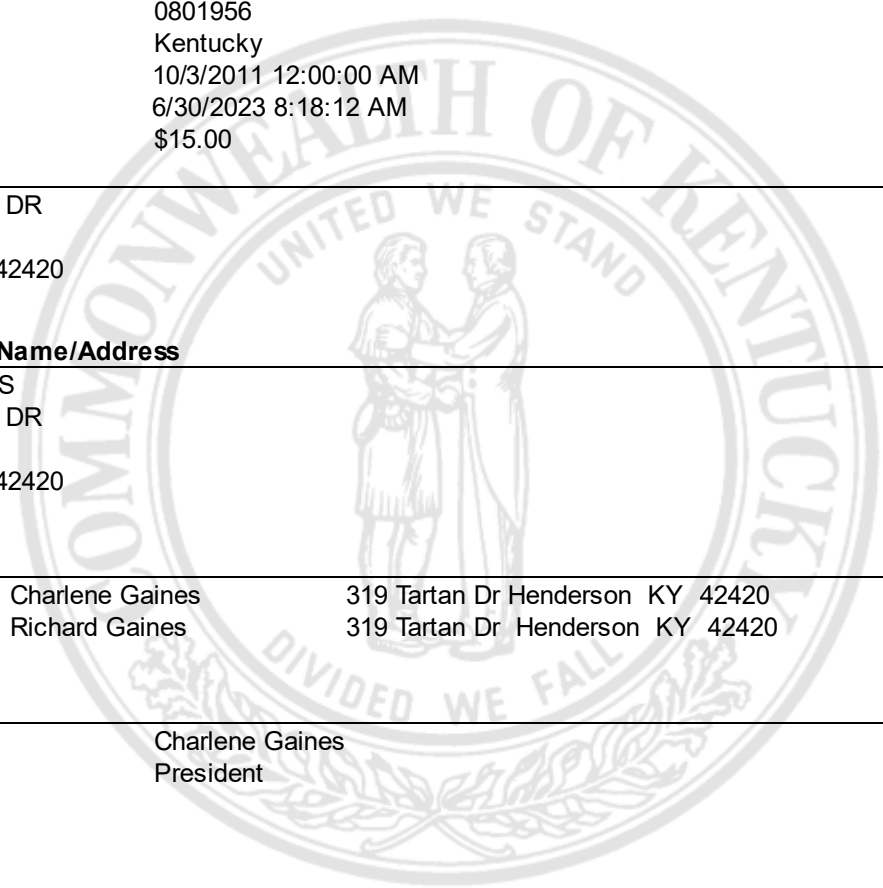 0801956
Kentucky
10/3/2011 12:00:00 AM
6/30/2023 8:18:12 AM
$15.00
DR
42420
Name/Address
S
DR
42420
Charlene Gaines 319 Tartan Dr Henderson KY 42420
Richard Gaines 319 Tartan Dr Henderson KY 42420
Charlene Gaines
President
COMMONWEALTH OF KENTUCKY
UNITED WE STAND
DIVIDED WE FALL